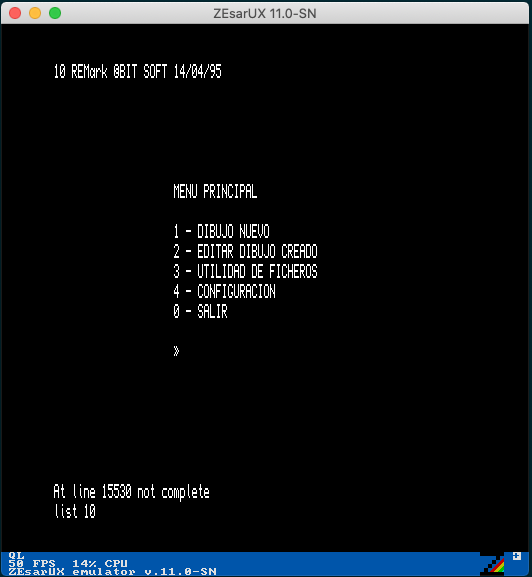 ZEsarUX 11.0-SN
10 REMark @BIT SOFT 14/04/95
MENU PRINCIPAL
1 - DIBUJO NUEVO
2 - EDITAR DIBUJO CREADO
3 - UTILIDAD DE FICHEROS
4 - CONFIGURACION
0 - SALIR
»
At line 15530 not complete
list 10
QL
50 FPS 14% CPU
ZEsarUX emulator v.11.0-SN